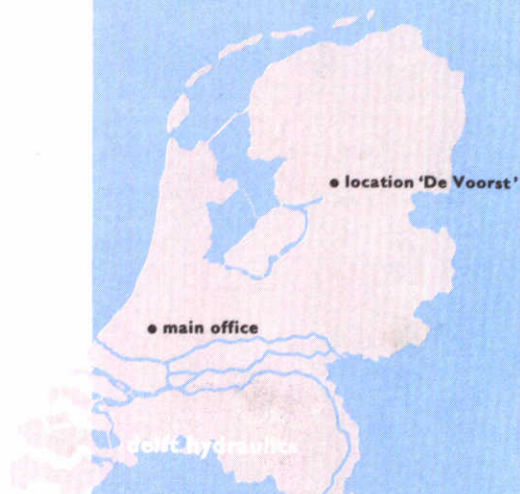 • location 'De Voorst'
• main office
delft hydraulics